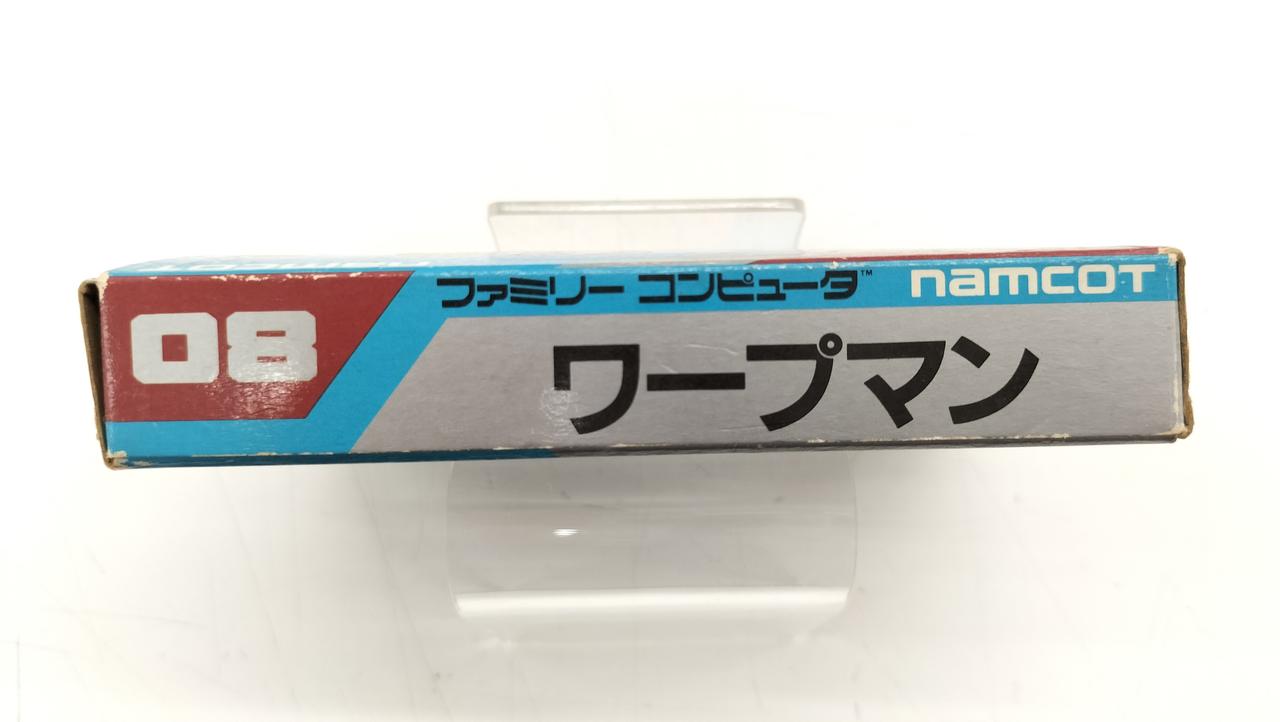 08
ファミリー コンピュータ™
namcoT
ワープマン